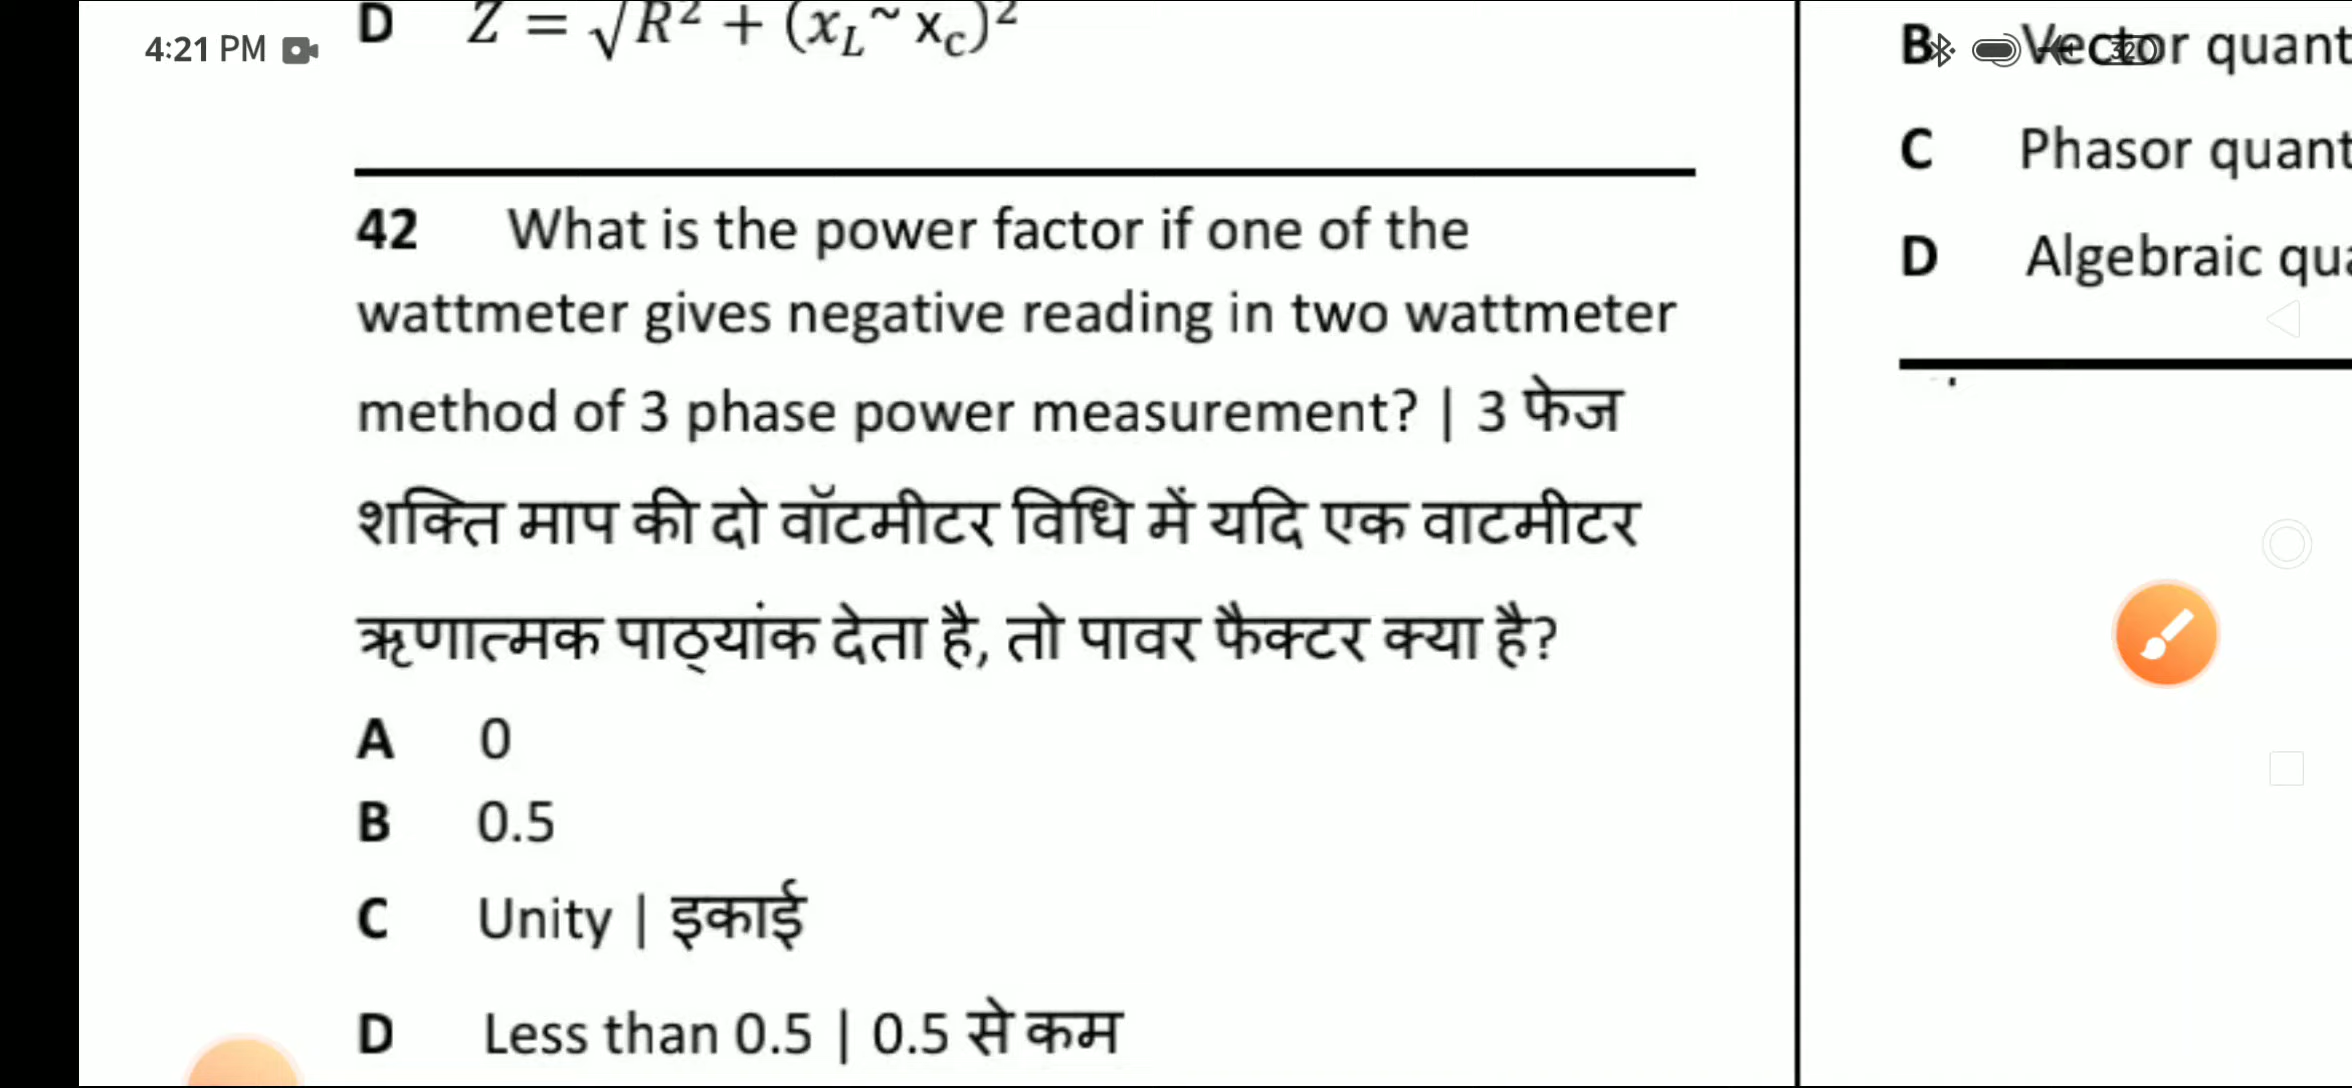 D Z = √R² + (x_L ~ x_c)²
4:21 PM
42 What is the power factor if one of the
wattmeter gives negative reading in two wattmeter
method of 3 phase power measurement? | 3 फेज
शक्ति माप की दो वॉटमीटर विधि में यदि एक वाटमीटर
ऋणात्मक पाठ्यांक देता है, तो पावर फैक्टर क्या है?
A 0
B 0.5
C Unity | इकाई
D Less than 0.5 | 0.5 से कम
B Vector quant
32
C Phasor quant
D Algebraic qua